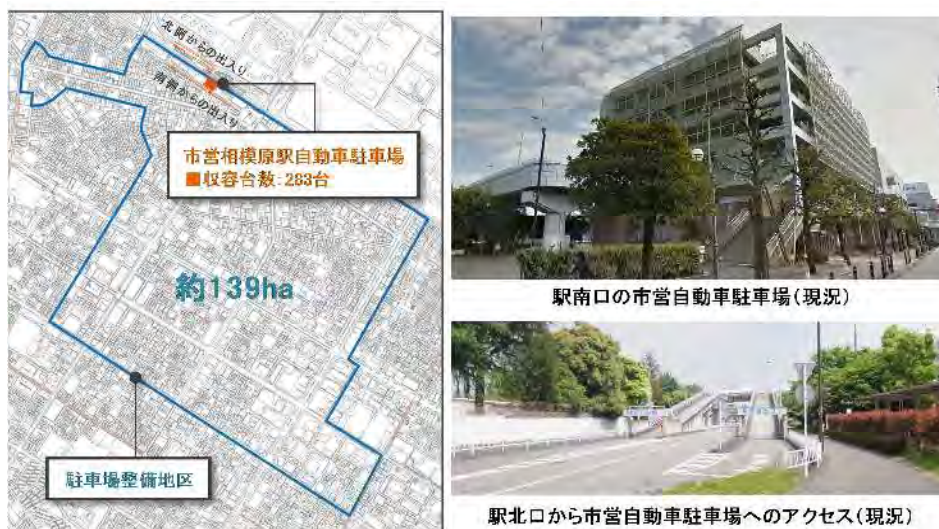 北側からの出入り
南側からの出入り
市営相模原駅自動車駐車場
■収容台数:283台
約139ha
駐車場整備地区
駅南口の市営自動車駐車場(現況)
駅北口から市営自動車駐車場へのアクセス(現況)